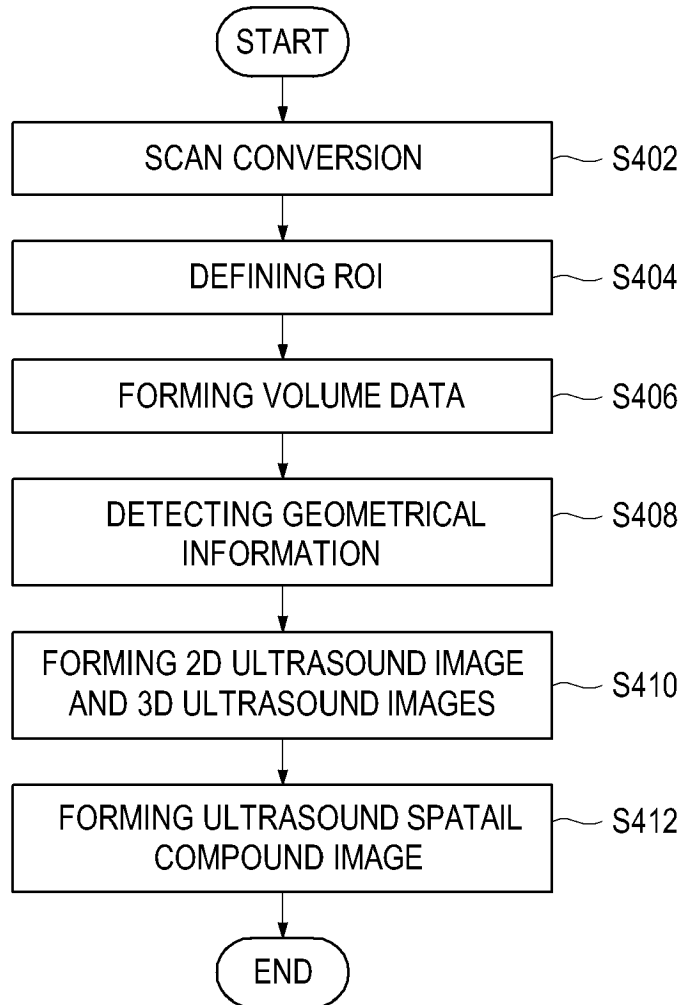 START
SCAN CONVERSION
S402
DEFINING ROI
S404
FORMING VOLUME DATA
S406
DETECTING GEOMETRICAL
INFORMATION
S408
FORMING 2D ULTRASOUND IMAGE
AND 3D ULTRASOUND IMAGES
S410
FORMING ULTRASOUND SPATAIL
COMPOUND IMAGE
S412
END